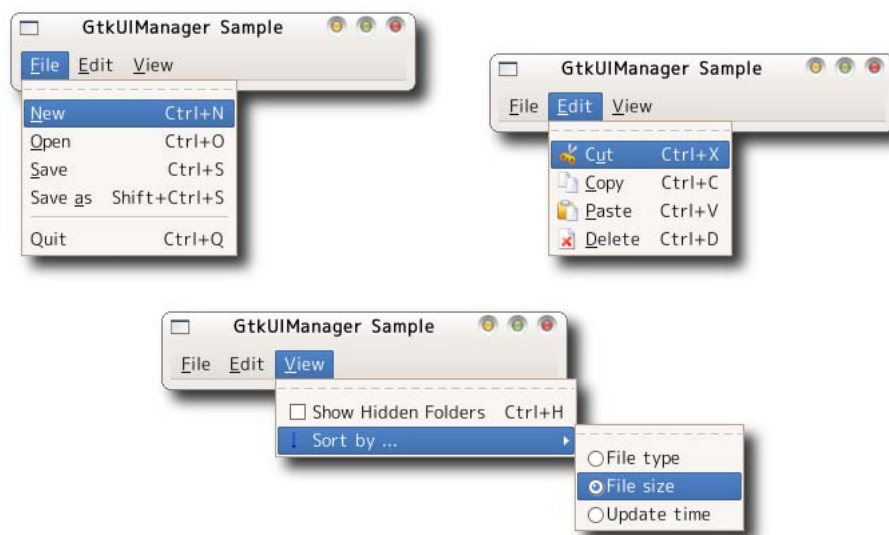 GtkUIManager Sample
File Edit View
New Ctrl+N
Open Ctrl+O
Save Ctrl+S
Save as Shift+Ctrl+S
Quit Ctrl+Q
GtkUIManager Sample
File Edit View
Cut Ctrl+X
Copy Ctrl+C
Paste Ctrl+V
Delete Ctrl+D
GtkUIManager Sample
File Edit View
Show Hidden Folders Ctrl+H
Sort by ...
File type
File size
Update time